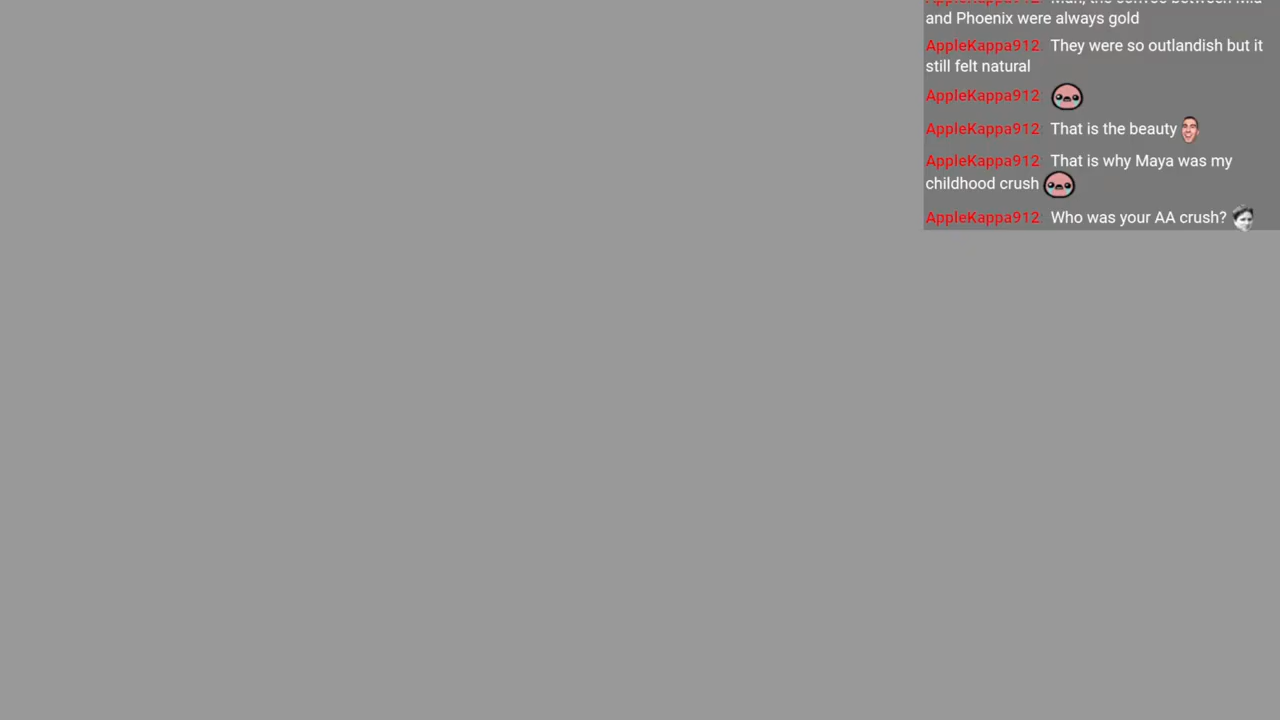 and Phoenix were always gold
AppleKappa912: They were so outlandish but it
still felt natural
AppleKappa912:
AppleKappa912: That is the beauty
AppleKappa912: That is why Maya was my
childhood crush
AppleKappa912: Who was your AA crush?